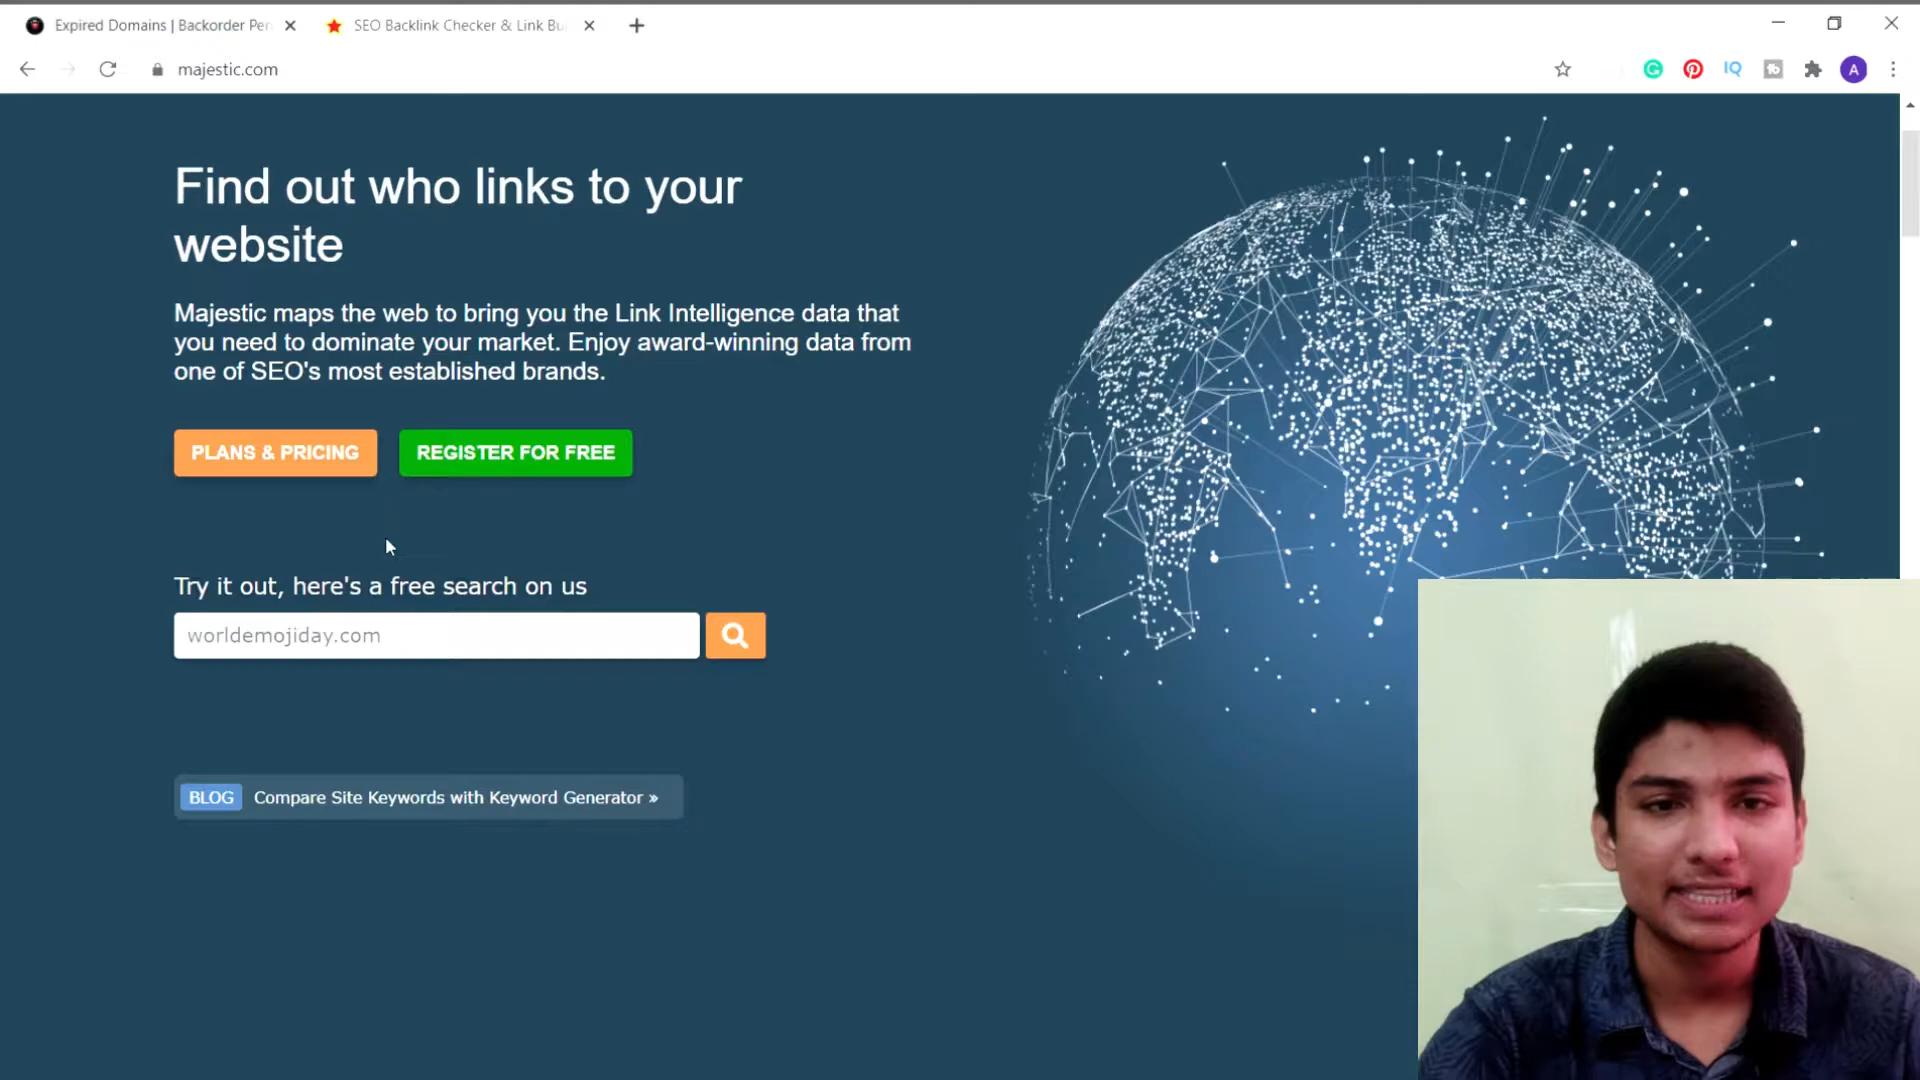 Expired Domains | Backorder Per
SEO Backlink Checker & Link Bu
majestic.com
IQ
A
Find out who links to your
website
Majestic maps the web to bring you the Link Intelligence data that
you need to dominate your market. Enjoy award-winning data from
one of SEO's most established brands.
PLANS & PRICING
REGISTER FOR FREE
Try it out, here's a free search on us
worldemojiday.com
BLOG Compare Site Keywords with Keyword Generator »